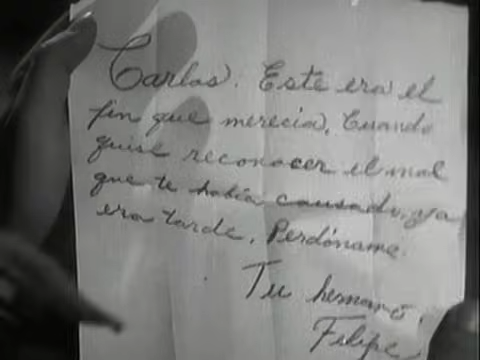 Carlos. Este era el
fin que merecía. Cuando
quise reconocer el mal
que te había causado, ya
era tarde. Perdóname.
Tu hermano,
Filipe